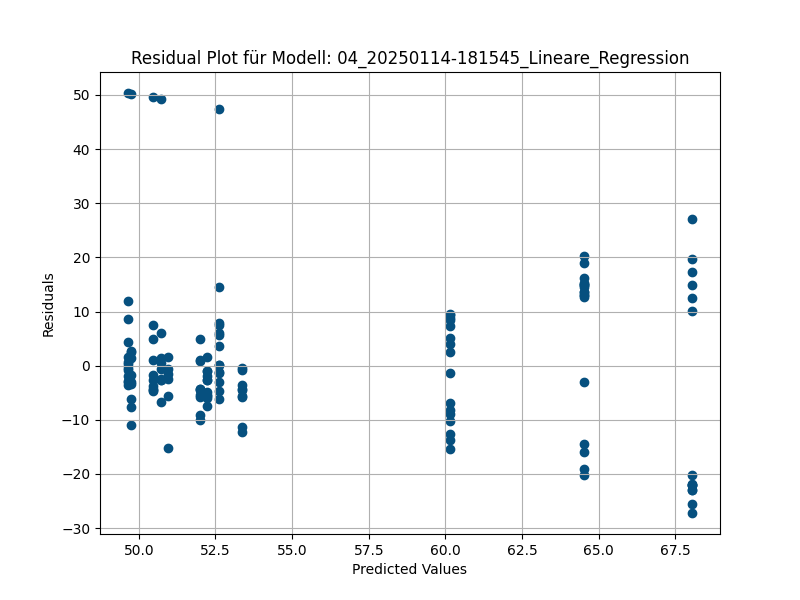 Residual Plot für Modell: 04_20250114-181545_Lineare_Regression
50
40
30
20
10
0
−10
−20
−30
Residuals
50.0 52.5 55.0 57.5 60.0 62.5 65.0 67.5
Predicted Values